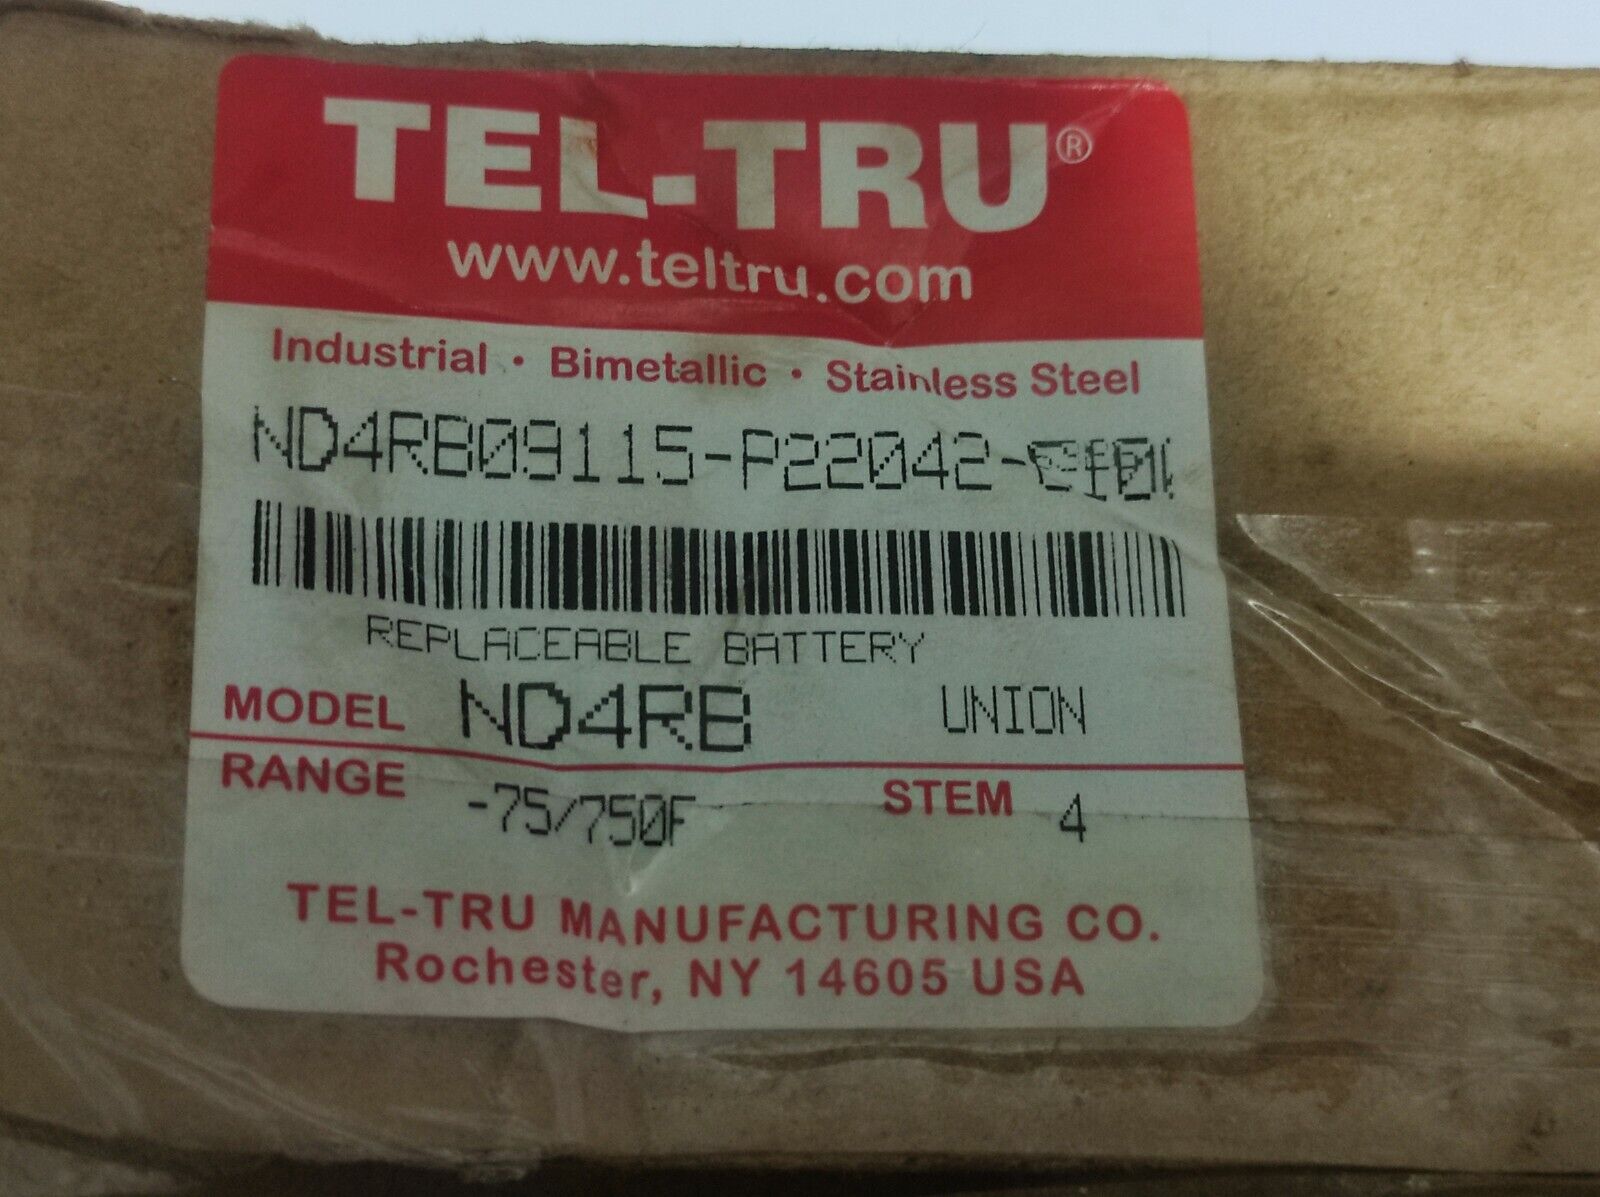 TEL-TRU®
www.teltru.com
Industrial • Bimetallic • Stainless Steel
ND4RB09115-P22042-
REPLACEABLE BATTERY
MODEL ND4RB UNION
RANGE -75/750F STEM 4
TEL-TRU MANUFACTURING CO.
Rochester, NY 14605 USA